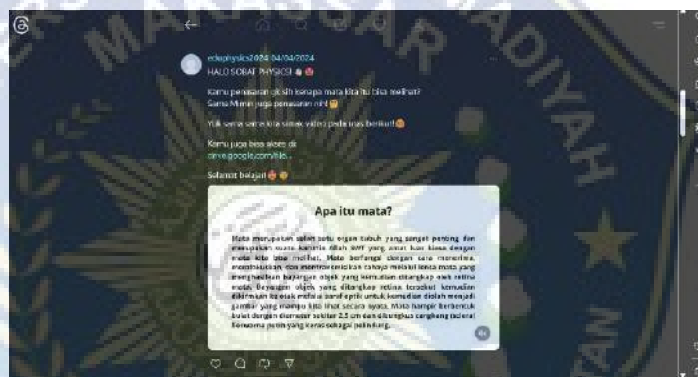 MAKASSAR
eduphysics2024 04/04/2024
HALO SOBAT PHYSICS!
Kamu penasaran gk sih kenapa mata kita itu bisa melihat?
Sama Mimin juga penasaran nih!
Yuk sama sama kita simak video pada utas berikut!
Kamu juga bisa akses di
drive.google.com/file...
Selamat belajar!
Apa itu mata?
Mata merupakan salah satu organ tubuh yang sangat penting dan
merupakan suatu karunia Allah SWT yang amat luar biasa dengan
mata kita bisa melihat. Mata berfungsi dengan cara menerima,
memfokuskan, dan mentransmisikan cahaya melalui lensa mata yang
menghasilkan bayangan objek yang kemudian ditangkap oleh retina
mata. Bayangan objek yang ditangkap retina tersebut kemudian
dikirimkan ke otak melalui saraf optik untuk kemudian diolah menjadi
gambar yang mampu kita lihat secara nyata. Mata hampir berbentuk
bulat dengan diameter sekitar 2,5 cm dan dibungkus cangkang (sclera)
berwarna putih yang keras sebagai pelindung.